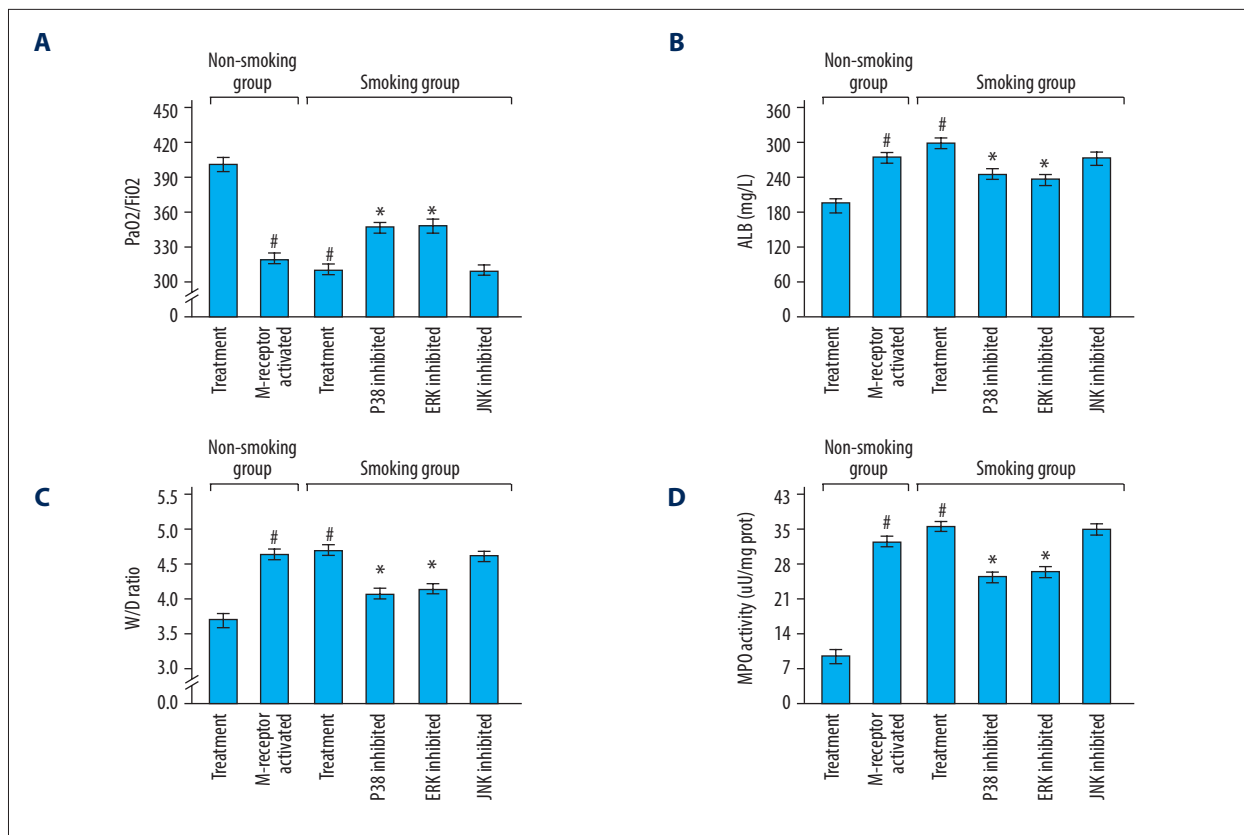 A
Non-smoking
group
Smoking group
450
420
390
360
330
300
0
PaO2/FiO2
#
#
*
*
Treatment
M-receptor
activated
Treatment
P38 inhibited
ERK inhibited
JNK inhibited
B
Non-smoking
group
Smoking group
360
300
240
180
120
60
0
ALB (mg/L)
#
#
*
*
Treatment
M-receptor
activated
Treatment
P38 inhibited
ERK inhibited
JNK inhibited
C
Non-smoking
group
Smoking group
5.5
5.0
4.5
4.0
3.5
3.0
0.0
W/D ratio
#
#
*
*
Treatment
M-receptor
activated
Treatment
P38 inhibited
ERK inhibited
JNK inhibited
D
Non-smoking
group
Smoking group
43
35
28
21
14
7
0
MPO activity (uU/mg prot)
#
#
*
*
Treatment
M-receptor
activated
Treatment
P38 inhibited
ERK inhibited
JNK inhibited